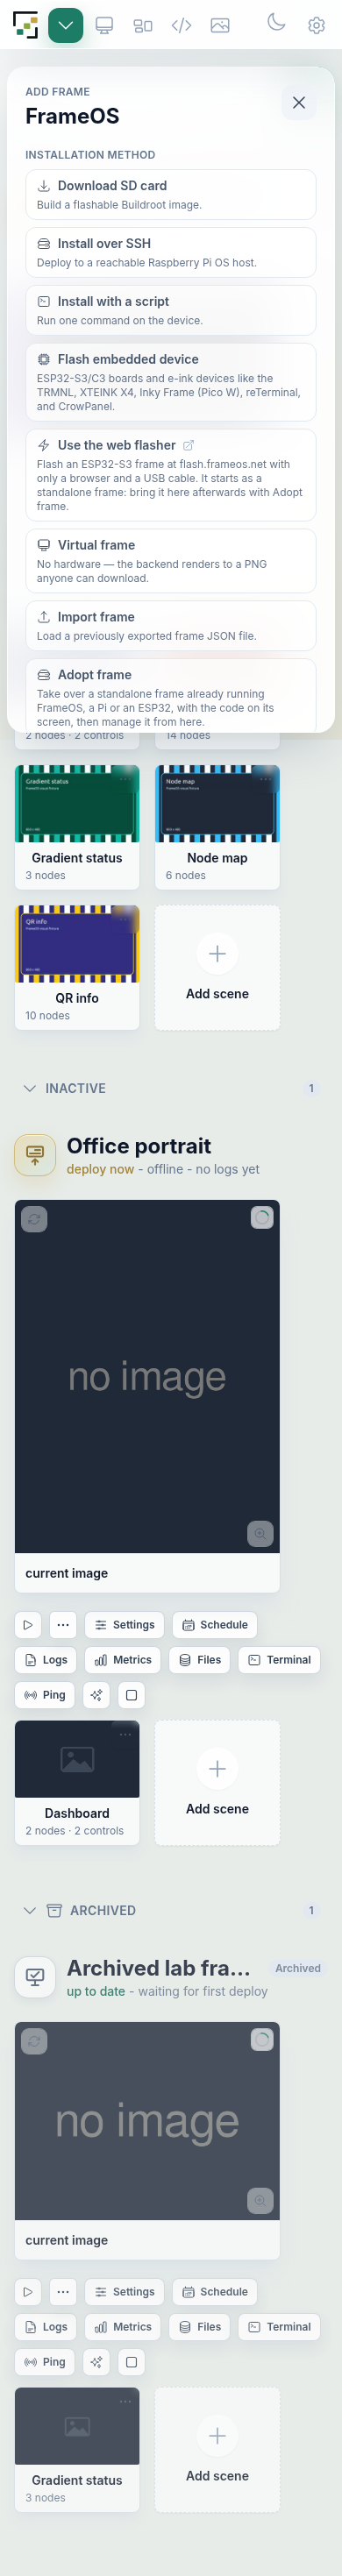 ADD FRAME
FrameOS
INSTALLATION METHOD
Download SD card
Build a flashable Buildroot image.
Install over SSH
Deploy to a reachable Raspberry Pi OS host.
Install with a script
Run one command on the device.
Flash embedded device
ESP32-S3/C3 boards and e-ink devices like the
TRMNL, XTEINK X4, Inky Frame (Pico W), reTerminal,
and CrowPanel.
Use the web flasher
Flash an ESP32-S3 frame at flash.frameos.net with
only a browser and a USB cable. It starts as a
standalone frame: bring it here afterwards with Adopt
frame.
Virtual frame
No hardware — the backend renders to a PNG
anyone can download.
Import frame
Load a previously exported frame JSON file.
Adopt frame
Take over a standalone frame already running
FrameOS, a Pi or an ESP32, with the code on its
screen, then manage it from here.
2 nodes · 2 controls
14 nodes
Gradient status
Node map
Gradient status
3 nodes
Node map
6 nodes
QR info
QR info
10 nodes
Add scene
INACTIVE 1
Office portrait
deploy now - offline - no logs yet
no image
current image
Settings Schedule
Logs Metrics Files Terminal
Ping
Dashboard
2 nodes · 2 controls
Add scene
ARCHIVED 1
Archived lab fra... Archived
up to date - waiting for first deploy
no image
current image
Settings Schedule
Logs Metrics Files Terminal
Ping
Gradient status
3 nodes
Add scene